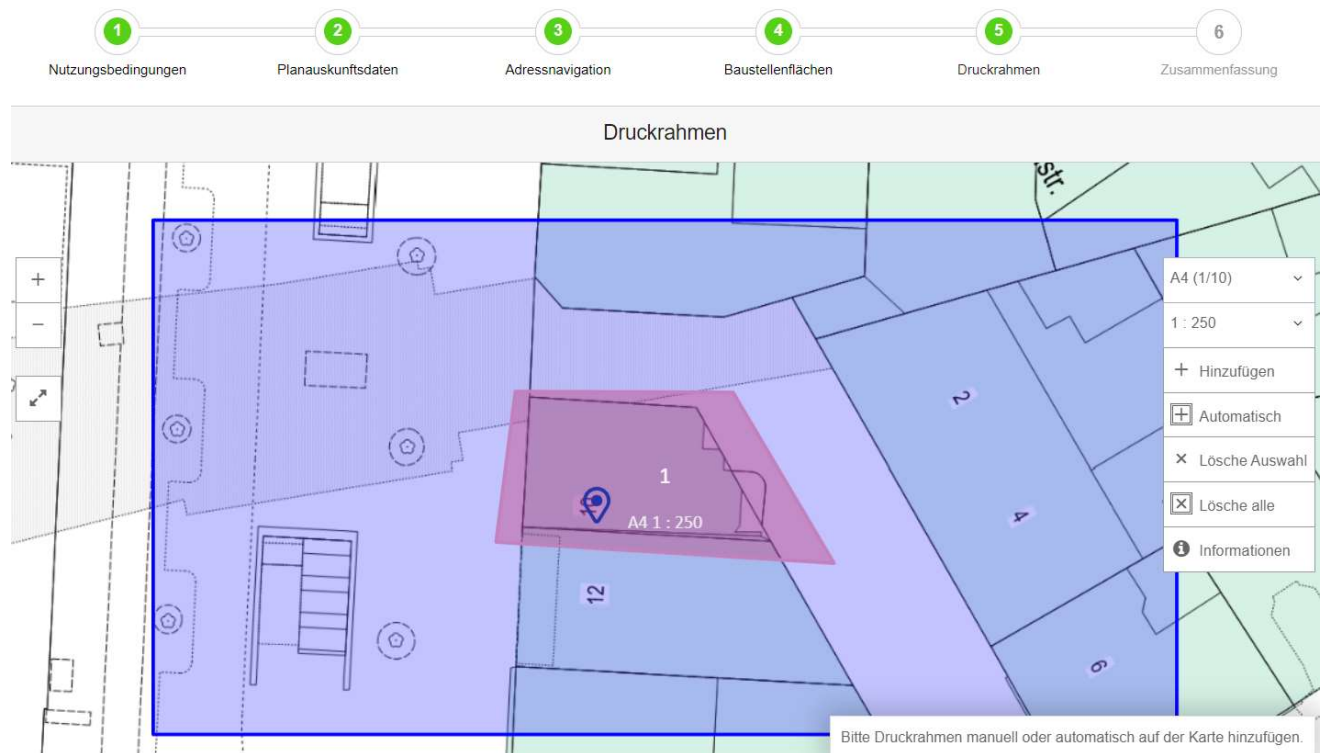 1 2 3 4 5 6
Nutzungsbedingungen Planauskunftsdaten Adressnavigation Baustellenflächen Druckrahmen Zusammenfassung
Druckrahmen
str.
+
A4 (1/10)
−
1 : 250
+ Hinzufügen
2
Automatisch
1
Lösche Auswahl
A4 1 : 250
4
Lösche alle
Informationen
12
6
Bitte Druckrahmen manuell oder automatisch auf der Karte hinzufügen.